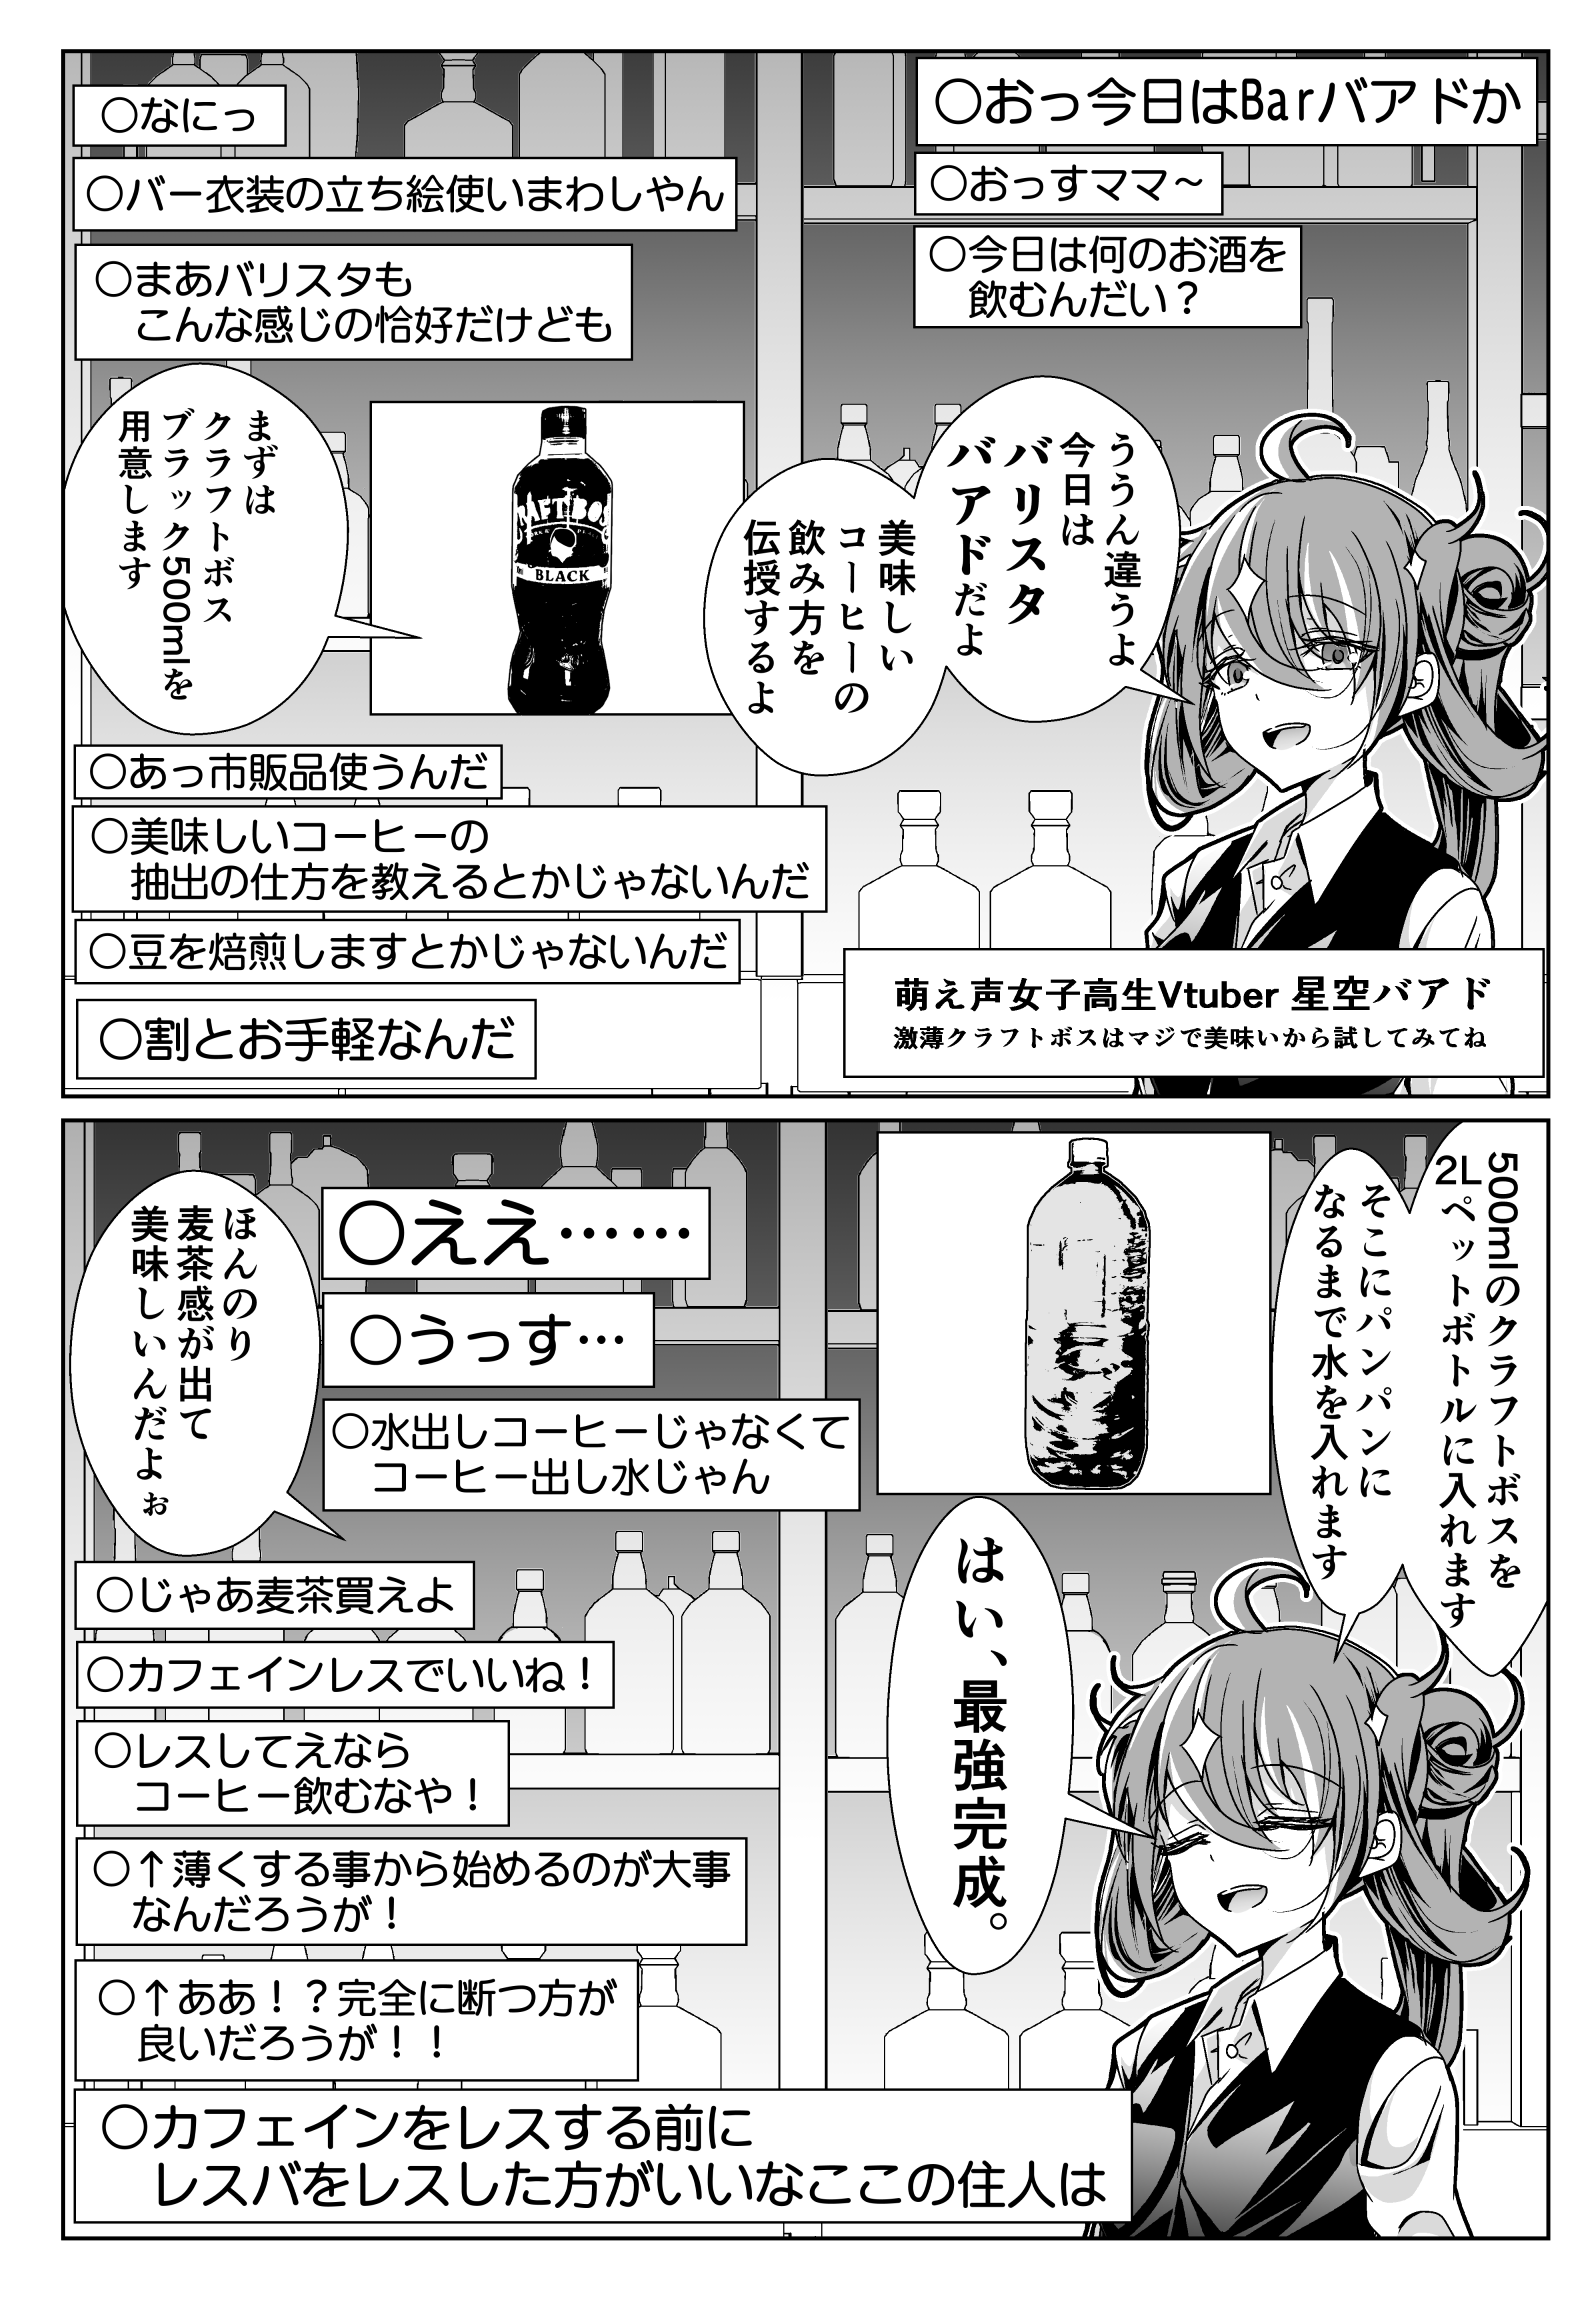 ○おっ今日はBarバアドか
○おっすママ～
○今日は何のお酒を
飲むんだい？
ううん違うよ
今日は
バリスタ
バアドだよ
美味しい
コーヒーの
飲み方を
伝授するよ
萌え声女子高生Vtuber 星空バアド
激薄クラフトボスはマジで美味いから試してみてね
○なにっ
○バー衣装の立ち絵使いまわしやん
○まあバリスタも
こんな感じの恰好だけども
まずは
クラフトボス
ブラック500mlを
用意します
RAFT BOS
BLACK
○あっ市販品使うんだ
○美味しいコーヒーの
抽出の仕方を教えるとかじゃないんだ
○豆を焙煎しますとかじゃないんだ
○割とお手軽なんだ
500mlのクラフトボスを
2Lペットボトルに入れます
そこにパンパンに
なるまで水を入れます
はい、最強完成。
○ええ……
○うっす…
○水出しコーヒーじゃなくて
コーヒー出し水じゃん
ほんのり
麦茶感が出て
美味しいんだよぉ
○じゃあ麦茶買えよ
○カフェインレスでいいね！
○レスしてえなら
コーヒー飲むなや！
○↑薄くする事から始めるのが大事
なんだろうが！
○↑ああ！？完全に断つ方が
良いだろうが！！
○カフェインをレスする前に
レスバをレスした方がいいなここの住人は